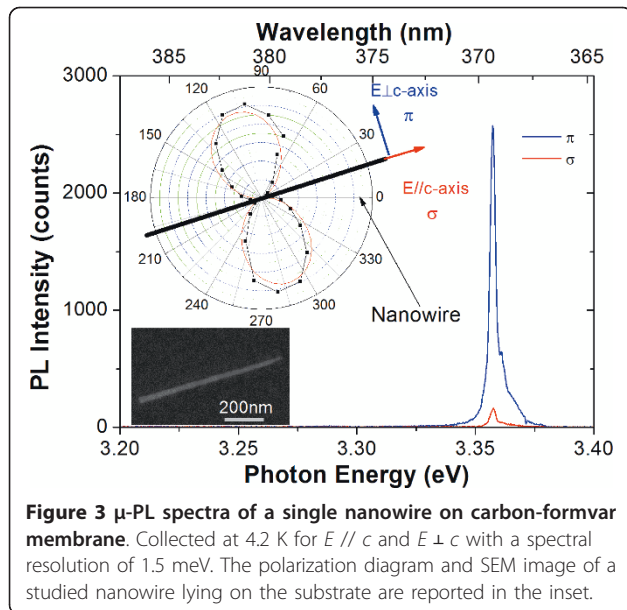 Wavelength (nm)
385 380 375 370 365
3000
2000
1000
0
PL Intensity (counts)
90
120 60
150 30
180 0
210 330
240 300
270
E⊥c-axis
π
E//c-axis
σ
π
σ
Nanowire
200nm
3.20 3.25 3.30 3.35 3.40
Photon Energy (eV)
Figure 3 μ-PL spectra of a single nanowire on carbon-formvar
membrane. Collected at 4.2 K for E // c and E ⊥ c with a spectral
resolution of 1.5 meV. The polarization diagram and SEM image of a
studied nanowire lying on the substrate are reported in the inset.